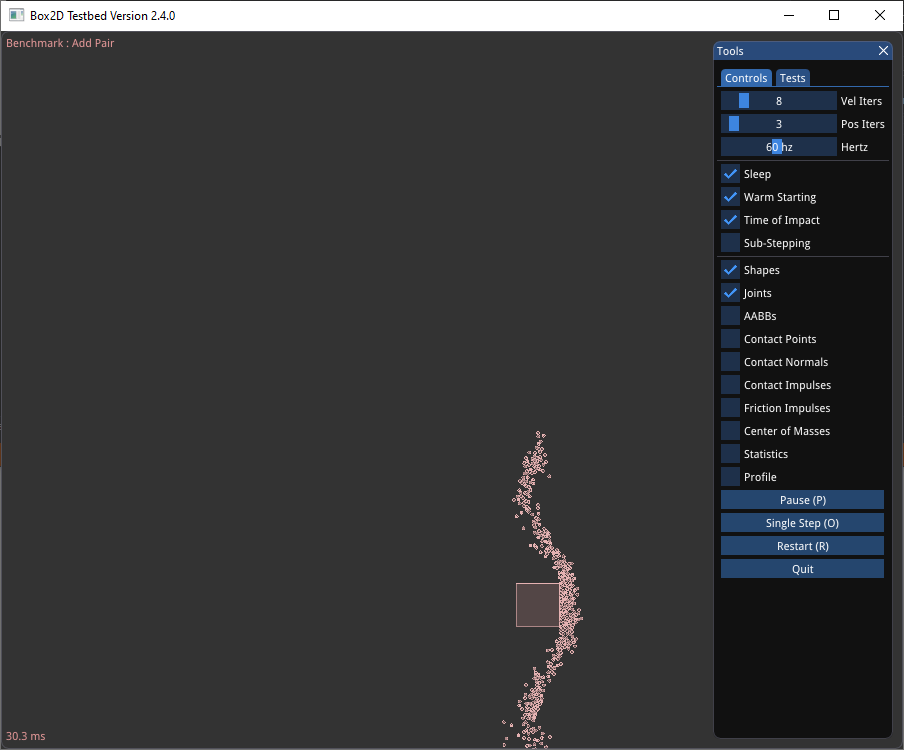 Box2D Testbed Version 2.4.0
Benchmark : Add Pair
Tools
Controls Tests
8 Vel Iters
3 Pos Iters
60 hz Hertz
Sleep
Warm Starting
Time of Impact
Sub-Stepping
Shapes
Joints
AABBs
Contact Points
Contact Normals
Contact Impulses
Friction Impulses
Center of Masses
Statistics
Profile
Pause (P)
Single Step (O)
Restart (R)
Quit
30.3 ms